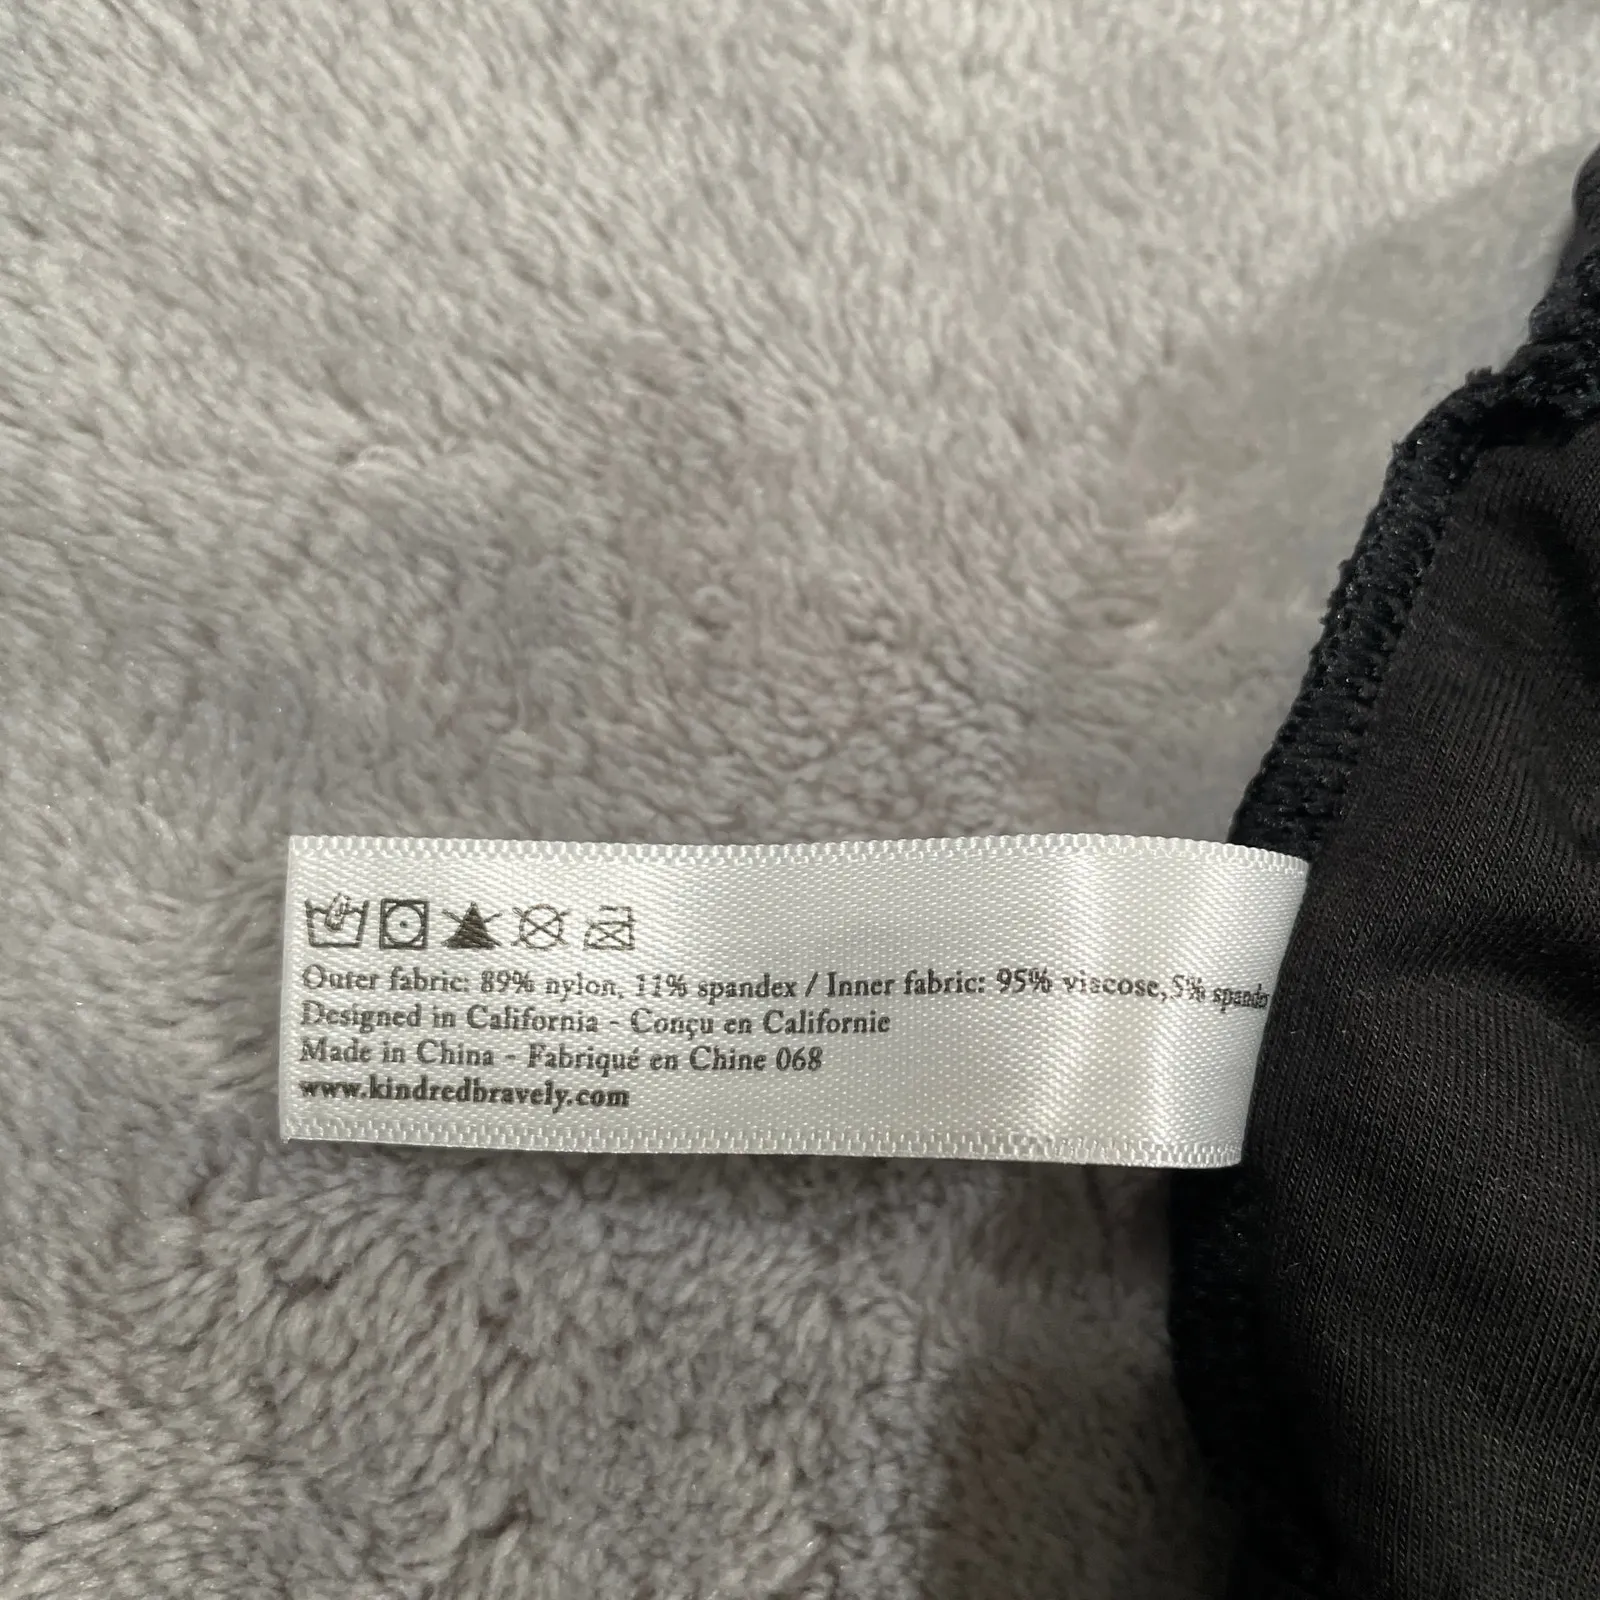 Outer fabric: 89% nylon, 11% spandex / Inner fabric: 95% viscose, 5%
Designed in California - Conçu en Californie
Made in China - Fabriqué en Chine 068
www.kindredbravely.com